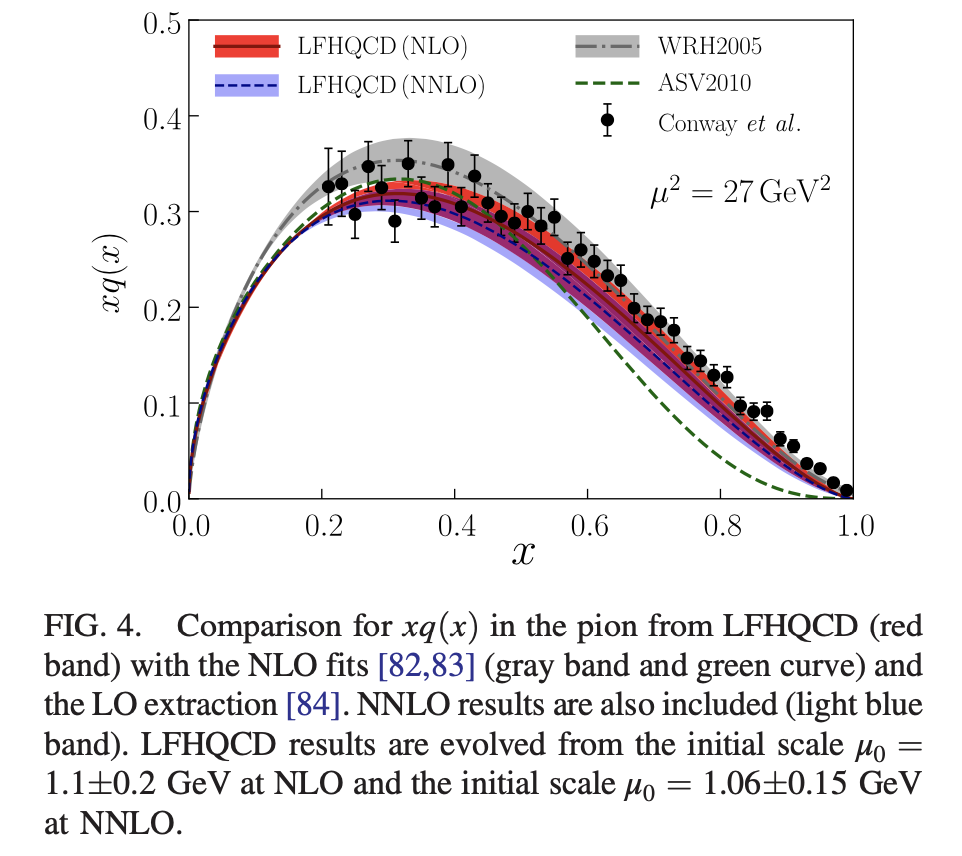 0.5
LFHQCD (NLO)
WRH2005
LFHQCD (NNLO)
ASV2010
Conway et al.
0.4
μ² = 27 GeV²
0.3
xq(x)
0.2
0.1
0.0
0.0 0.2 0.4 0.6 0.8 1.0
x
FIG. 4. Comparison for xq(x) in the pion from LFHQCD (red
band) with the NLO fits [82,83] (gray band and green curve) and
the LO extraction [84]. NNLO results are also included (light blue
band). LFHQCD results are evolved from the initial scale μ₀ =
1.1±0.2 GeV at NLO and the initial scale μ₀ = 1.06±0.15 GeV
at NNLO.